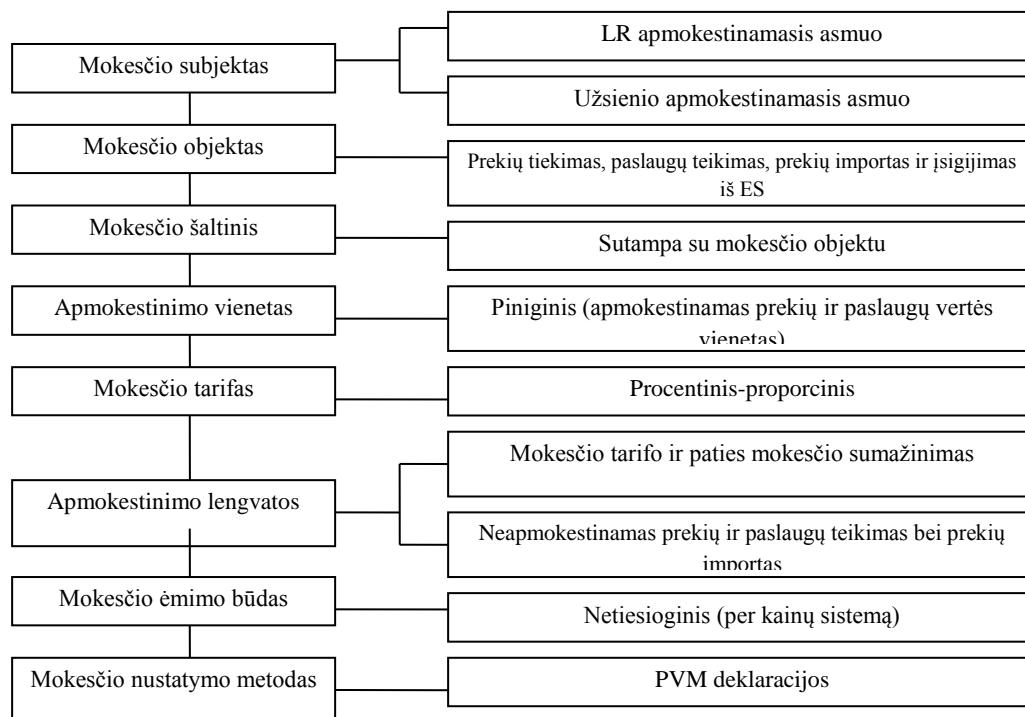 Mokesčio subjektas
LR apmokestinamasis asmuo
Užsienio apmokestinamasis asmuo
Mokesčio objektas
Prekių tiekimas, paslaugų teikimas, prekių importas ir įsigijimas
iš ES
Mokesčio šaltinis
Sutampa su mokesčio objektu
Apmokestinimo vienetas
Piniginis (apmokestinamas prekių ir paslaugų vertės
vienetas)
Mokesčio tarifas
Procentinis-proporcinis
Apmokestinimo lengvatos
Mokesčio tarifo ir paties mokesčio sumažinimas
Neapmokestinamas prekių ir paslaugų teikimas bei prekių
importas
Mokesčio ėmimo būdas
Netiesioginis (per kainų sistemą)
Mokesčio nustatymo metodas
PVM deklaracijos